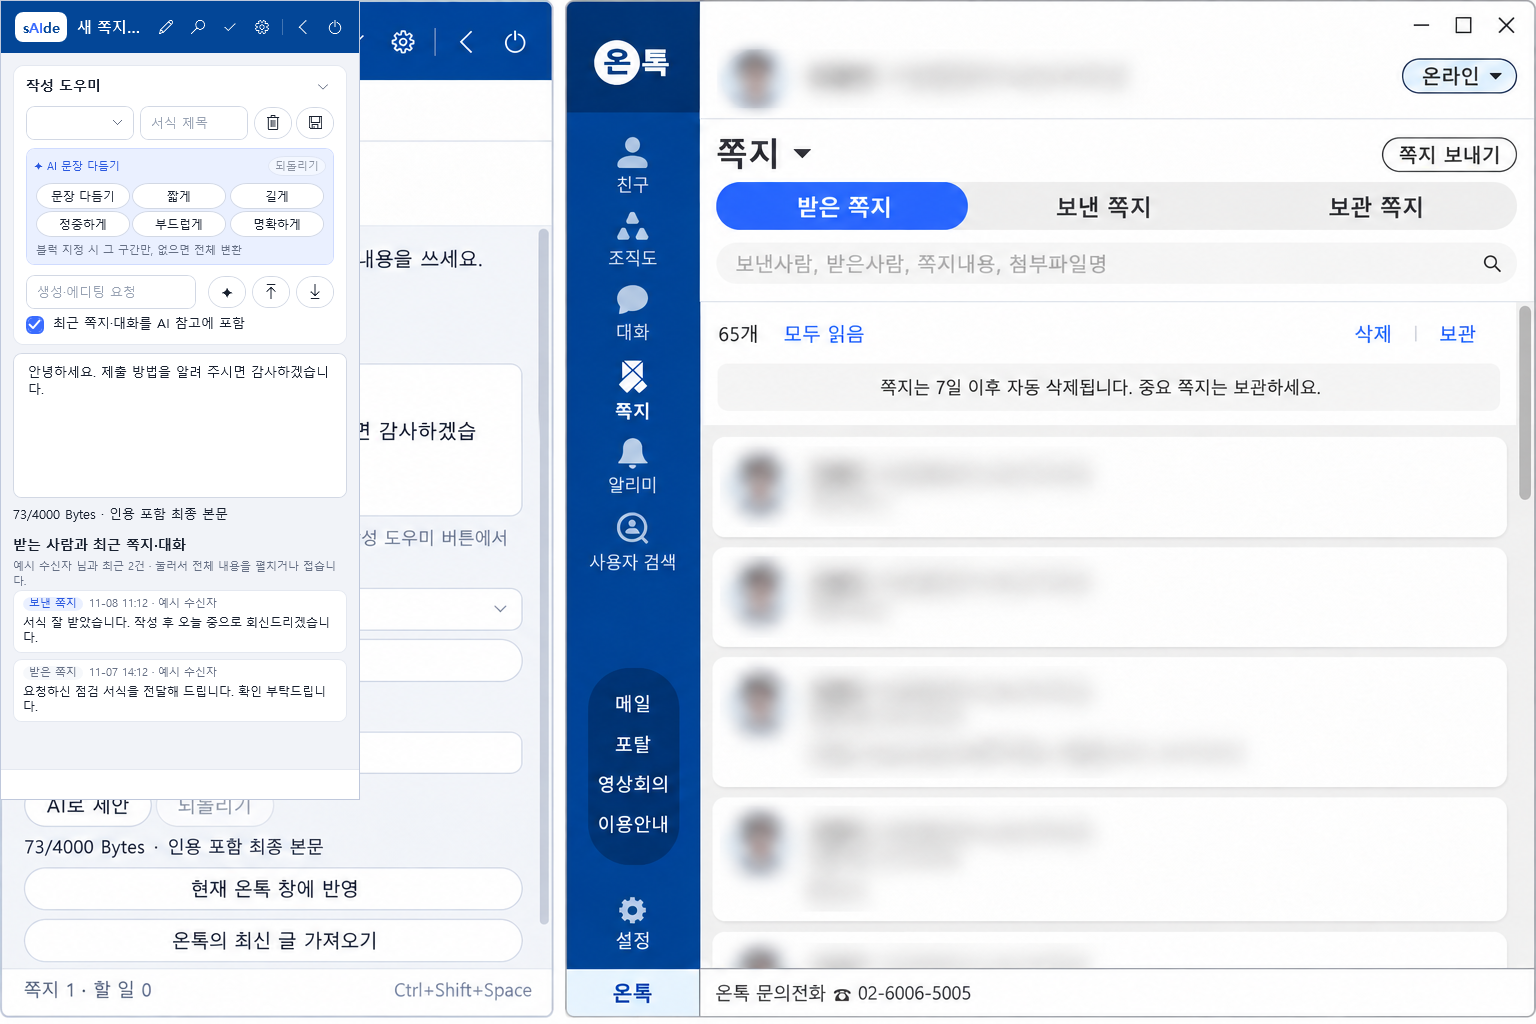 sAIde 새 쪽지...
작성 도우미
서식 제목
✦ AI 문장 다듬기 되돌리기
문장 다듬기 짧게 길게
정중하게 부드럽게 명확하게
블럭 지정 시 그 구간만, 없으면 전체 변환
생성·에디팅 요청
최근 쪽지·대화를 AI 참고에 포함
안녕하세요. 제출 방법을 알려 주시면 감사하겠습니
다.
73/4000 Bytes · 인용 포함 최종 본문
받는 사람과 최근 쪽지·대화
예시 수신자 님과 최근 2건 · 눌러서 전체 내용을 펼치거나 접습니
다.
보낸 쪽지 11-08 11:12 · 예시 수신자
서식 잘 받았습니다. 작성 후 오늘 중으로 회신드리겠습니
다.
받은 쪽지 11-07 14:12 · 예시 수신자
요청하신 점검 서식을 전달해 드립니다. 확인 부탁드립니
다.
내용을 쓰세요.
면 감사하겠습
성 도우미 버튼에서
AI로 제안 되돌리기
73/4000 Bytes · 인용 포함 최종 본문
현재 온톡 창에 반영
온톡의 최신 글 가져오기
쪽지 1 · 할 일 0 Ctrl+Shift+Space
온톡
친구
조직도
대화
쪽지
알리미
사용자 검색
매일
포탈
영상회의
이용안내
설정
온톡
온라인
쪽지 쪽지 보내기
받은 쪽지 보낸 쪽지 보관 쪽지
보낸사람, 받은사람, 쪽지내용, 첨부파일명
65개 모두 읽음 삭제 | 보관
쪽지는 7일 이후 자동 삭제됩니다. 중요 쪽지는 보관하세요.
온톡 문의전화 ☎ 02-6006-5005